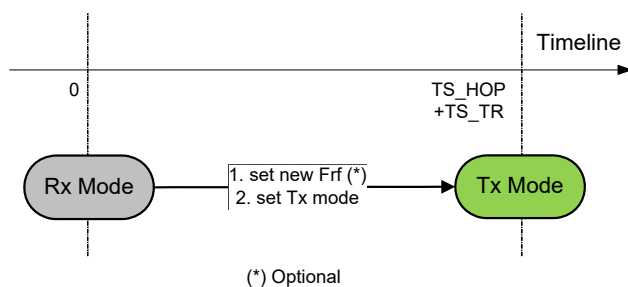 Timeline
0
TS_HOP
+TS_TR
Rx Mode
1. set new Frf (*)
2. set Tx mode
Tx Mode
(*) Optional